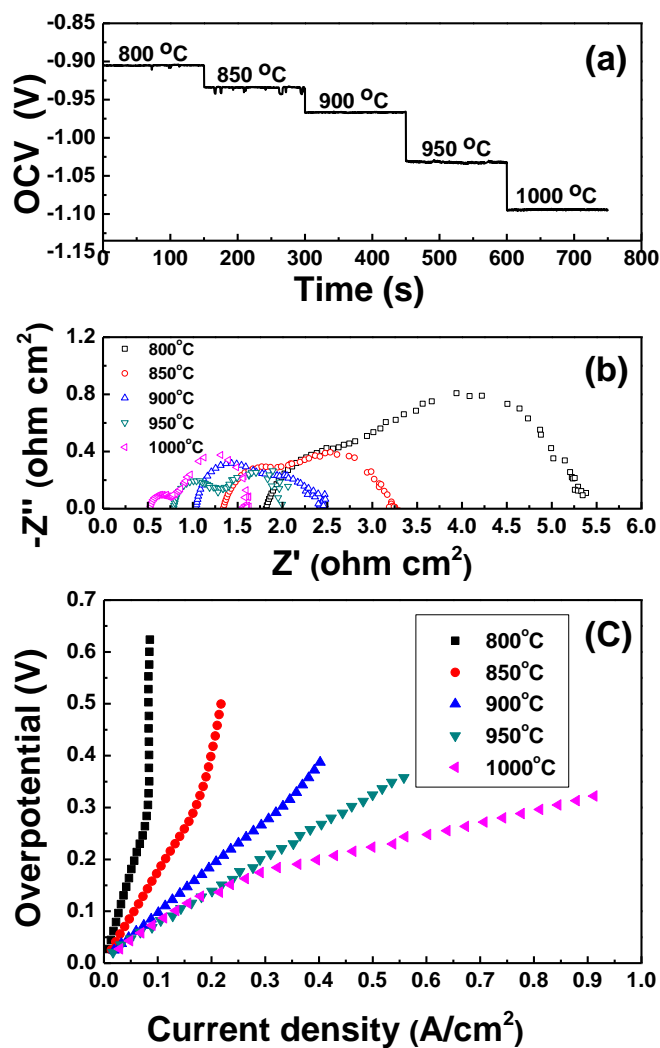 -0.85
-0.90
-0.95
-1.00
-1.05
-1.10
-1.15
OCV (V)
800 °C
850 °C
900 °C
950 °C
1000 °C
(a)
0 100 200 300 400 500 600 700 800
Time (s)
1.2
0.8
0.4
0.0
-Z'' (ohm cm²)
800°C
850°C
900°C
950°C
1000°C
(b)
0.0 0.5 1.0 1.5 2.0 2.5 3.0 3.5 4.0 4.5 5.0 5.5 6.0
Z' (ohm cm²)
0.7
0.6
0.5
0.4
0.3
0.2
0.1
0.0
Overpotential (V)
800°C
850°C
900°C
950°C
1000°C
(C)
0.0 0.1 0.2 0.3 0.4 0.5 0.6 0.7 0.8 0.9 1.0
Current density (A/cm²)